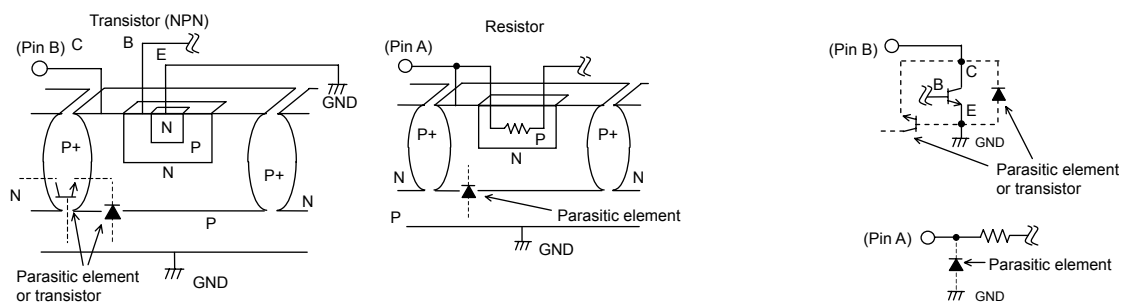 Transistor (NPN)
(Pin B)
C
B
E
GND
P+
N
P
N
P+
N
N
P
GND
Parasitic element
or transistor
Resistor
(Pin A)
P+
P
N
P+
N
N
Parasitic element
P
GND
(Pin B)
C
B
E
GND
Parasitic element
or transistor
(Pin A)
Parasitic element
GND